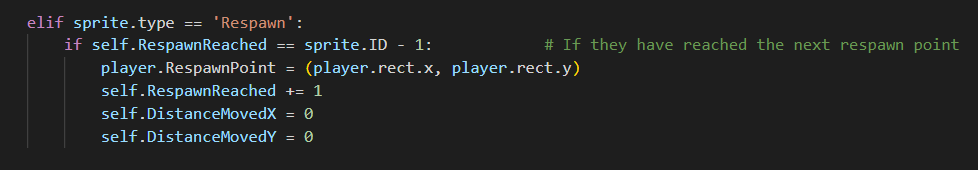 elif sprite.type == 'Respawn':
    if self.RespawnReached == sprite.ID - 1:            # If they have reached the next respawn point
        player.RespawnPoint = (player.rect.x, player.rect.y)
        self.RespawnReached += 1
        self.DistanceMovedX = 0
        self.DistanceMovedY = 0